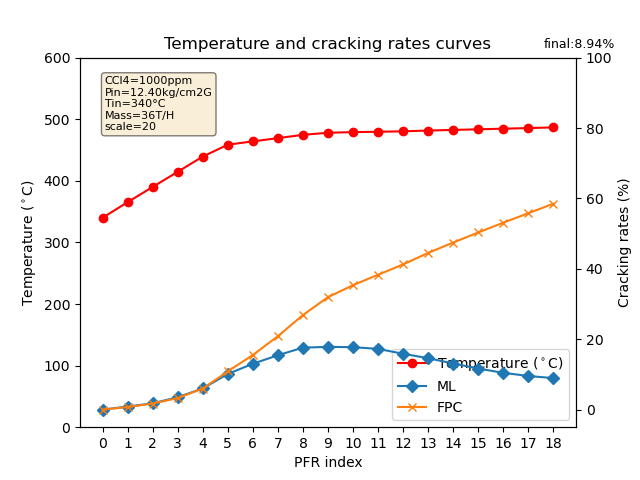 Temperature and cracking rates curves
final:8.94%
CCl4=1000ppm
Pin=12.40kg/cm2G
Tin=340°C
Mass=36T/H
scale=20
600
500
400
300
200
100
0
Temperature (°C)
100
80
60
40
20
0
Cracking rates (%)
Temperature (°C)
ML
FPC
0 1 2 3 4 5 6 7 8 9 10 11 12 13 14 15 16 17 18
PFR index